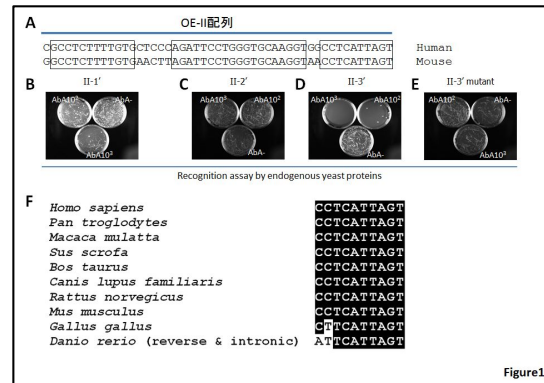 A
OE-II配列
CGCCTCTTTTGTGCTCCCAGATTCCTGGGTGCAAGGTGGCCTCATTAGT Human
GGCCTCTTTTGTGAACTTAGATTCCTGGGTGCAAGGTAACCTCATTAGT Mouse
B II-1′ C II-2′ D II-3′ E II-3′ mutant
AbA10² AbA-
AbA10³
AbA10³ AbA10²
AbA-
AbA10³ AbA10²
AbA-
AbA10² AbA-
AbA10³
Recognition assay by endogenous yeast proteins
F
Homo sapiens CCTCATTAGT
Pan troglodytes CCTCATTAGT
Macaca mulatta CCTCATTAGT
Sus scrofa CCTCATTAGT
Bos taurus CCTCATTAGT
Canis lupus familiaris CCTCATTAGT
Rattus norvegicus CCTCATTAGT
Mus musculus CCTCATTAGT
Gallus gallus CTTCATTAGT
Danio rerio (reverse & intronic) ATTCATTAGT
Figure1